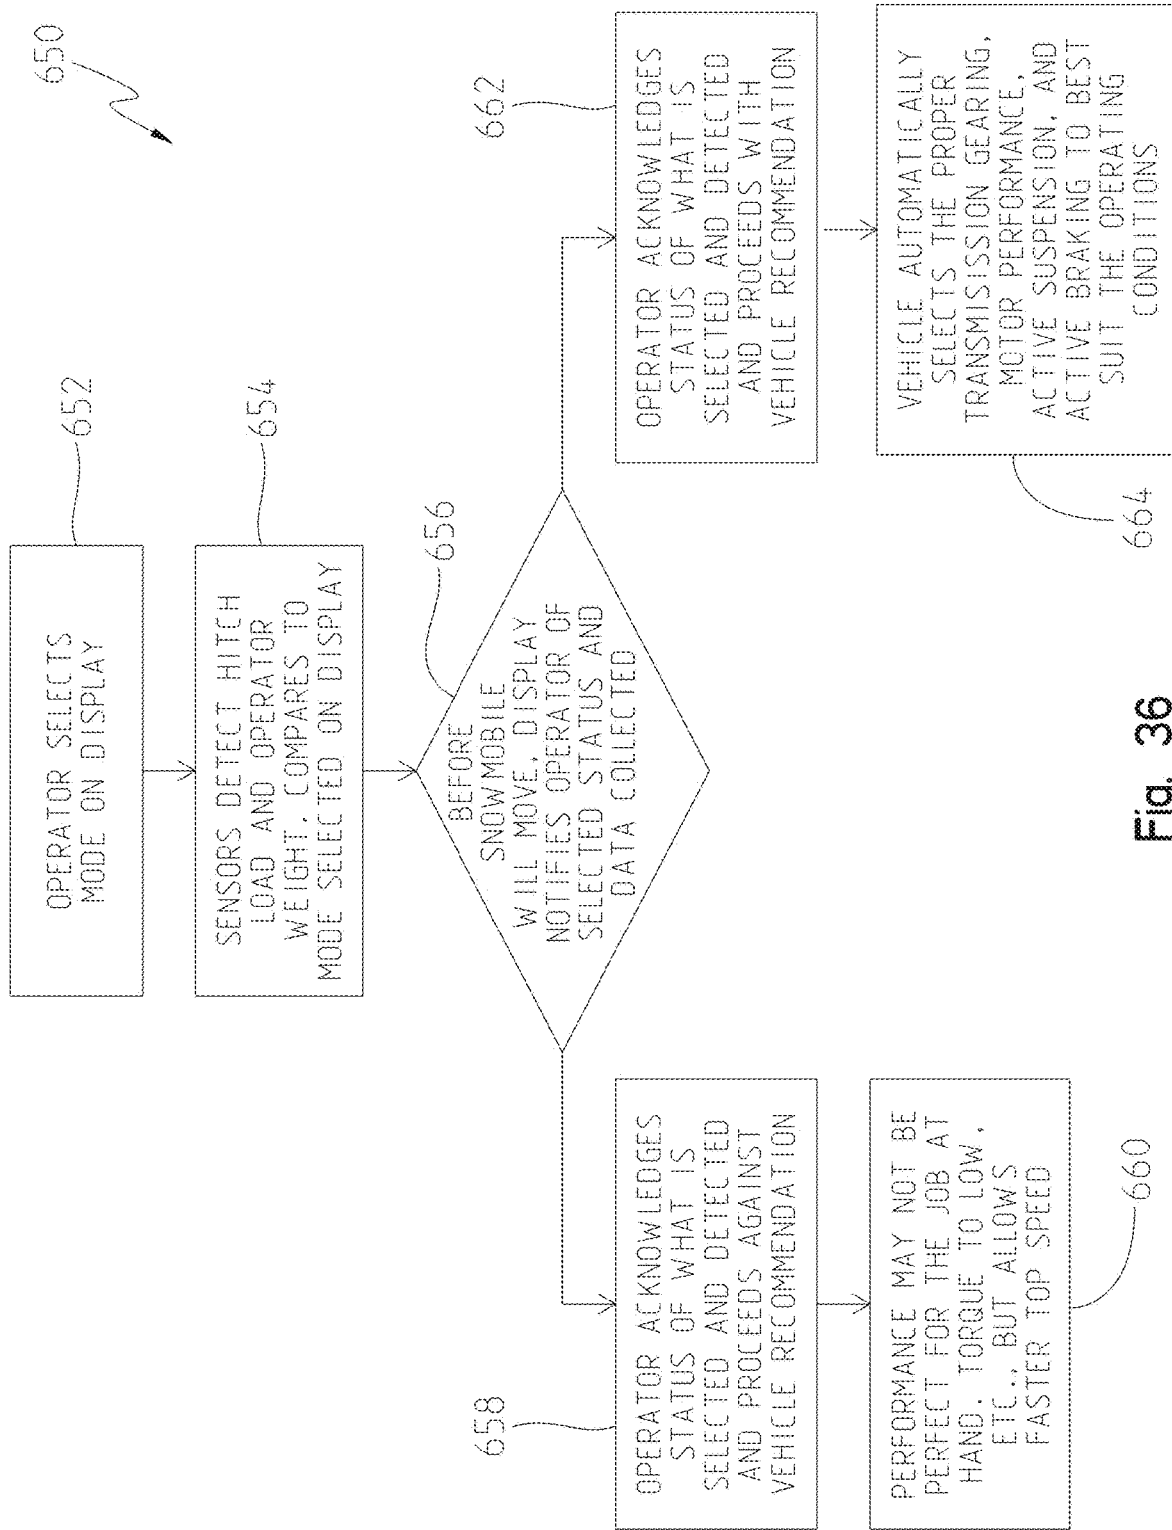 650
OPERATOR SELECTS
MODE ON DISPLAY
652
SENSORS DETECT HITCH
LOAD AND OPERATOR
WEIGHT. COMPARES TO
MODE SELECTED ON DISPLAY
654
BEFORE
SNOWMOBILE
WILL MOVE, DISPLAY
NOTIFIES OPERATOR OF
SELECTED STATUS AND
DATA COLLECTED
656
OPERATOR ACKNOWLEDGES
STATUS OF WHAT IS
SELECTED AND DETECTED
AND PROCEEDS AGAINST
VEHICLE RECOMMENDATION
658
PERFORMANCE MAY NOT BE
PERFECT FOR THE JOB AT
HAND. TORQUE TO LOW,
ETC., BUT ALLOWS
FASTER TOP SPEED
660
OPERATOR ACKNOWLEDGES
STATUS OF WHAT IS
SELECTED AND DETECTED
AND PROCEEDS WITH
VEHICLE RECOMMENDATION
662
VEHICLE AUTOMATICALLY
SELECTS THE PROPER
TRANSMISSION GEARING,
MOTOR PERFORMANCE,
ACTIVE SUSPENSION, AND
ACTIVE BRAKING TO BEST
SUIT THE OPERATING
CONDITIONS
664
Fig. 36